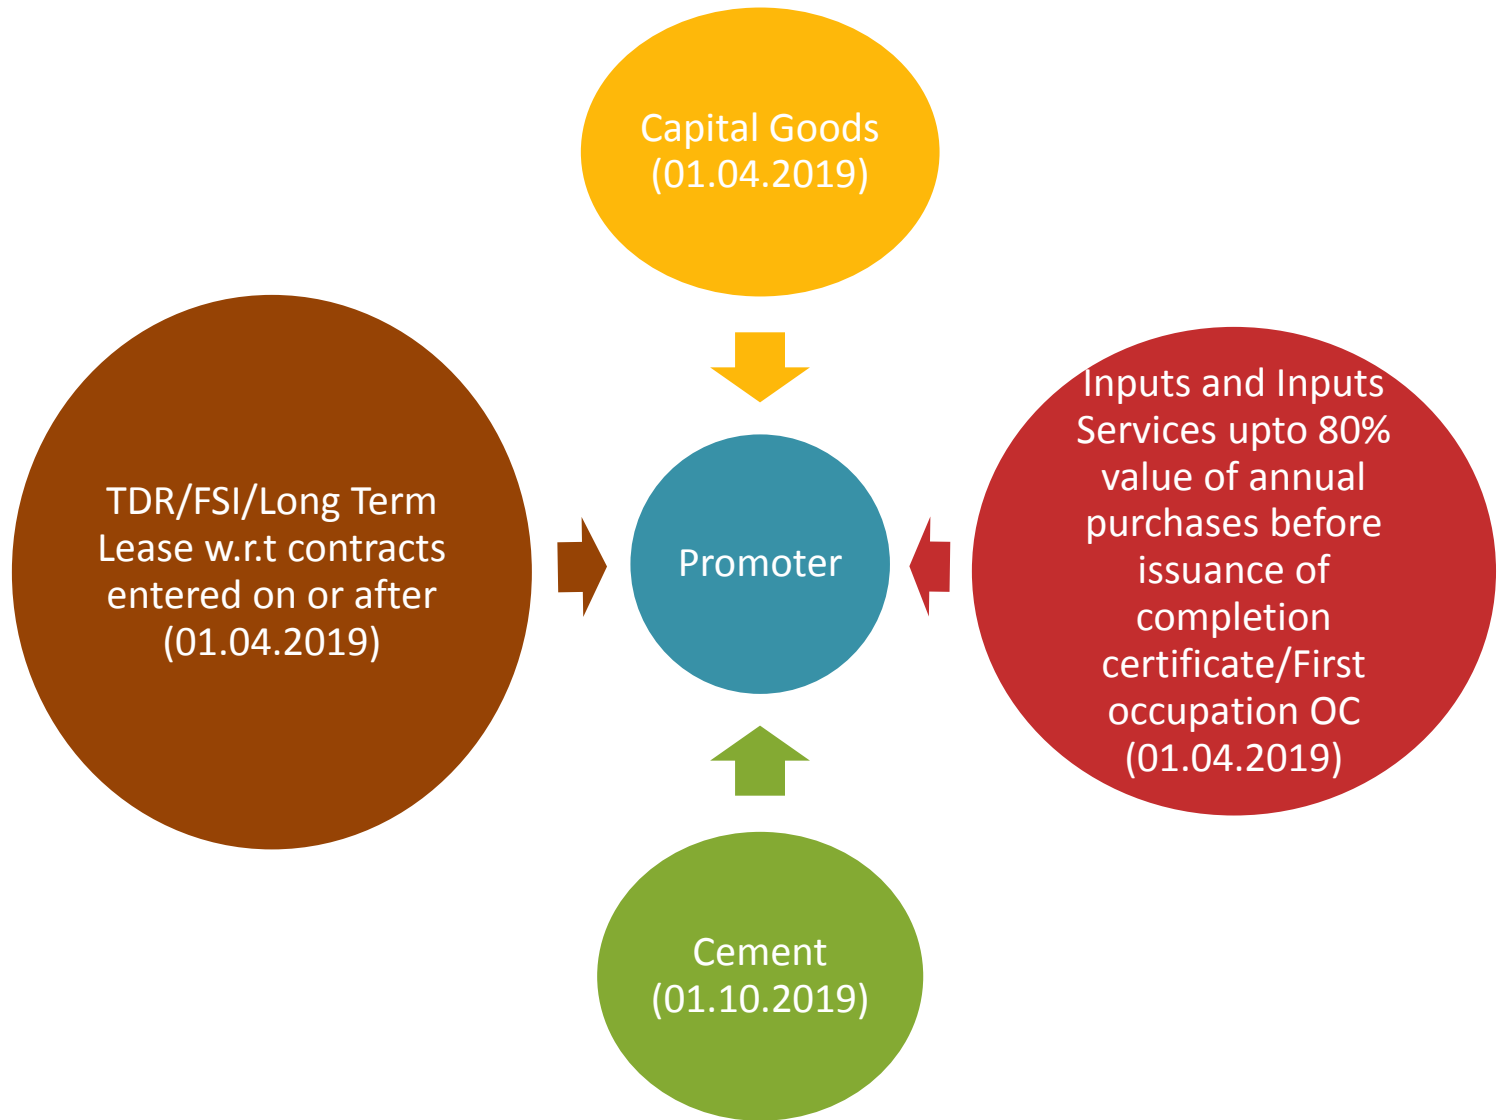 Capital Goods
(01.04.2019)
TDR/FSI/Long Term
Lease w.r.t contracts
entered on or after
(01.04.2019)
Promoter
Inputs and Inputs
Services upto 80%
value of annual
purchases before
issuance of
completion
certificate/First
occupation OC
(01.04.2019)
Cement
(01.10.2019)